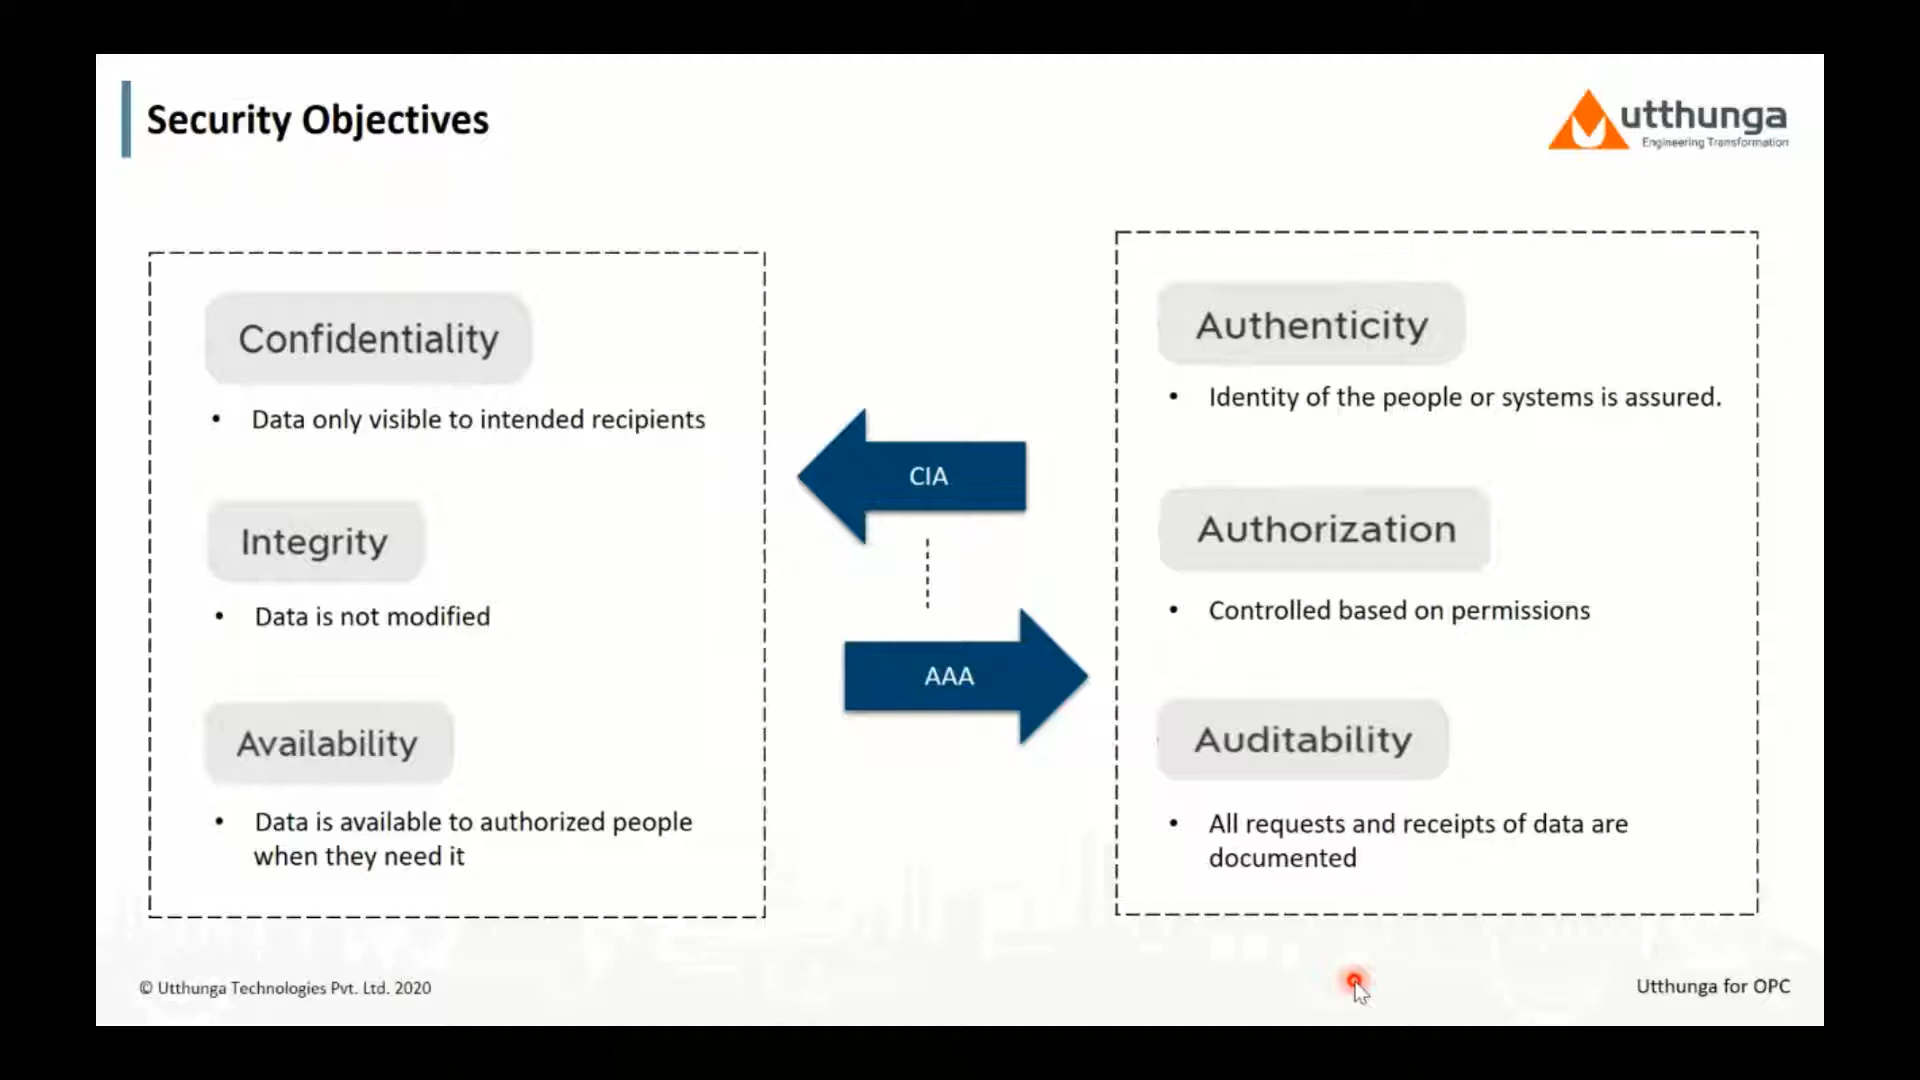 Security Objectives
utthunga
Engineering Transformation
Confidentiality
• Data only visible to intended recipients
Integrity
• Data is not modified
Availability
• Data is available to authorized people
when they need it
CIA
AAA
Authenticity
• Identity of the people or systems is assured.
Authorization
• Controlled based on permissions
Auditability
• All requests and receipts of data are
documented
© Utthunga Technologies Pvt. Ltd. 2020
Utthunga for OPC